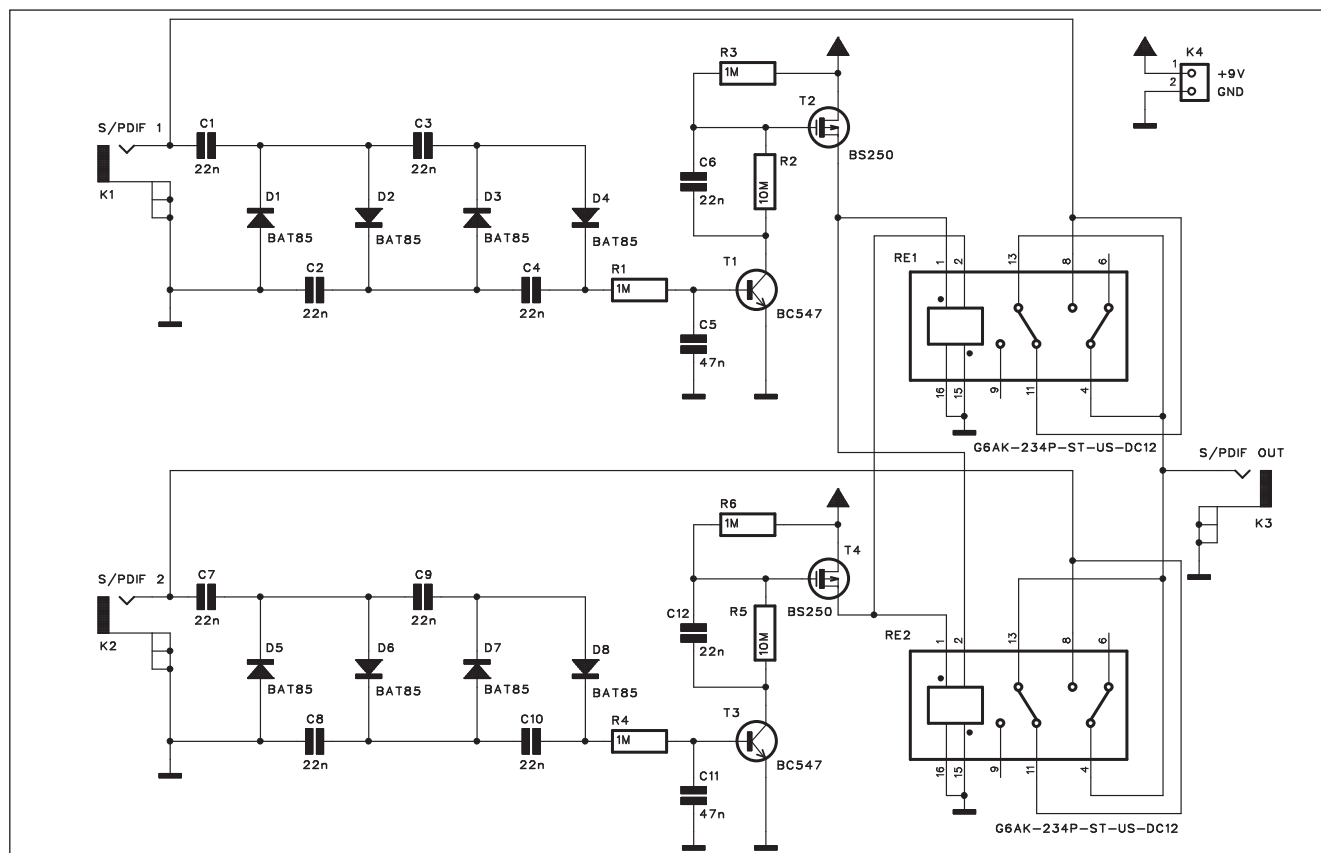 R3
1M
K4
1
+9V
2
GND
T2
BS250
S/PDIF 1
C1
22n
C3
22n
C6
22n
R2
10M
K1
D1
BAT85
D2
BAT85
D3
BAT85
D4
BAT85
C2
22n
C4
22n
R1
1M
T1
BC547
C5
47n
RE1
1
2
13
8
6
16
15
9
11
4
G6AK-234P-ST-US-DC12
S/PDIF OUT
K3
R6
1M
T4
BS250
S/PDIF 2
C7
22n
C9
22n
C12
22n
R5
10M
K2
D5
BAT85
D6
BAT85
D7
BAT85
D8
BAT85
C8
22n
C10
22n
R4
1M
T3
BC547
C11
47n
RE2
1
2
13
8
6
16
15
9
11
4
G6AK-234P-ST-US-DC12